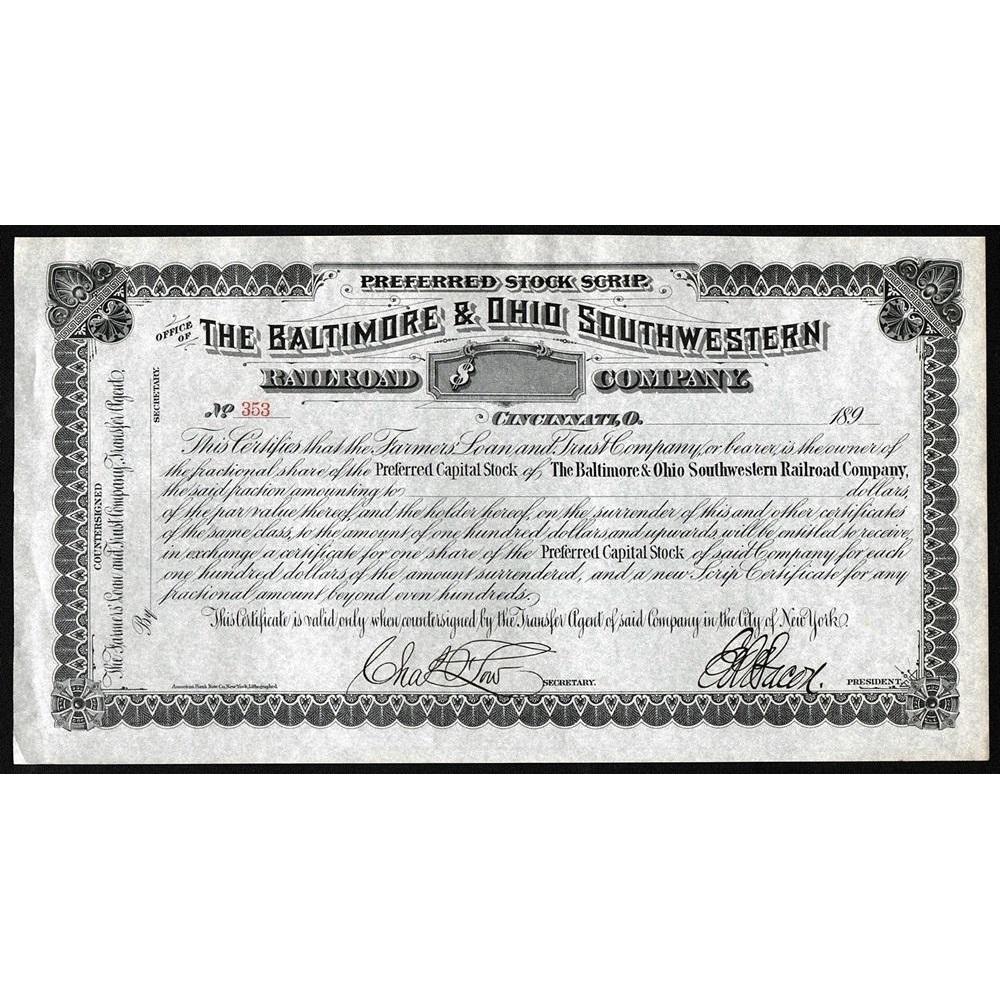 PREFERRED STOCK SCRIP.
OFFICE OF THE BALTIMORE & OHIO SOUTHWESTERN
RAILROAD $ COMPANY.
No 353
CINCINNATI, O. 189
This Certifies that the Farmers' Loan and Trust Company, or bearer, is the owner of
the fractional share of the Preferred Capital Stock of The Baltimore & Ohio Southwestern Railroad Company,
the said fraction amounting to dollars,
of the par value thereof, and the holder hereof, on the surrender of this and other certificates
of the same class, to the amount of one hundred dollars and upwards, will be entitled to receive,
in exchange a certificate for one share of the Preferred Capital Stock of said Company for each
one hundred dollars of the amount surrendered, and a new Scrip Certificate for any
fractional amount beyond even hundreds.
This Certificate is valid only when countersigned by the Transfer Agent of said Company in the City of New York.
SECRETARY.
PRESIDENT.
American Bank Note Co, New York, Lithographed.
COUNTERSIGNED
The Farmers' Loan and Trust Company, Transfer Agent,
By
SECRETARY.